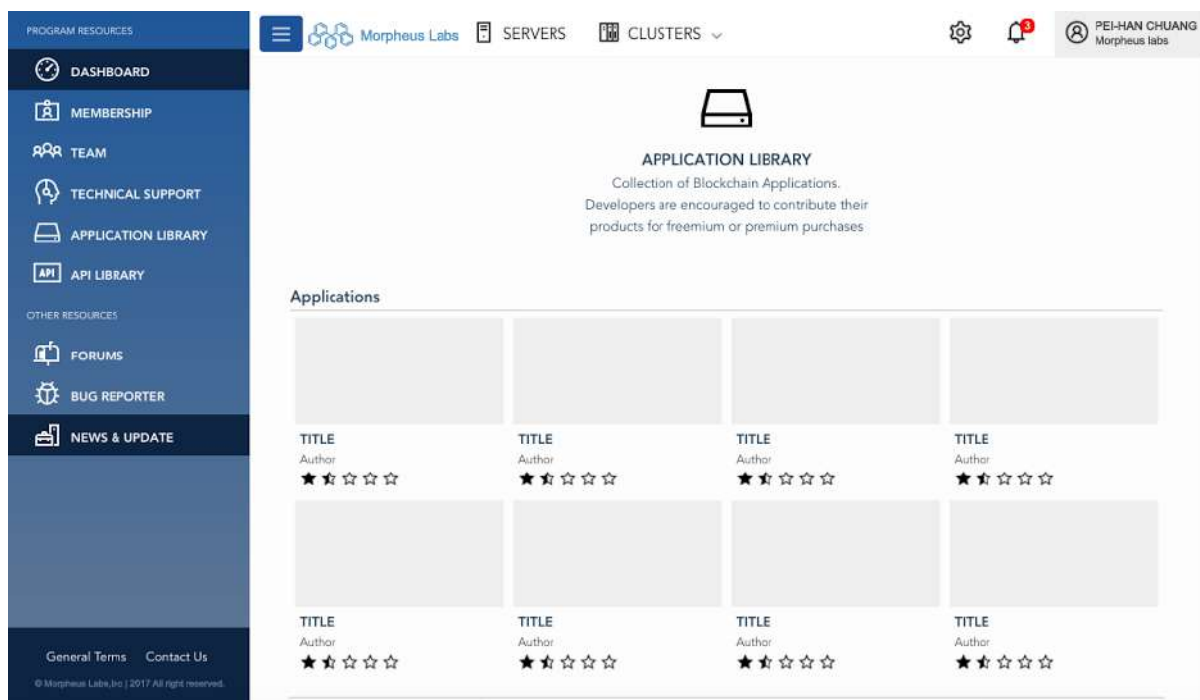 PROGRAM RESOURCES
DASHBOARD
MEMBERSHIP
TEAM
TECHNICAL SUPPORT
APPLICATION LIBRARY
API API LIBRARY
OTHER RESOURCES
FORUMS
BUG REPORTER
NEWS & UPDATE
General Terms Contact Us
© Morpheus Labs,Inc | 2017 All right reserved.
Morpheus Labs SERVERS CLUSTERS 3 PEI-HAN CHUANG
Morpheus labs
APPLICATION LIBRARY
Collection of Blockchain Applications.
Developers are encouraged to contribute their
products for freemium or premium purchases
Applications
TITLE TITLE TITLE TITLE
Author Author Author Author
TITLE TITLE TITLE TITLE
Author Author Author Author